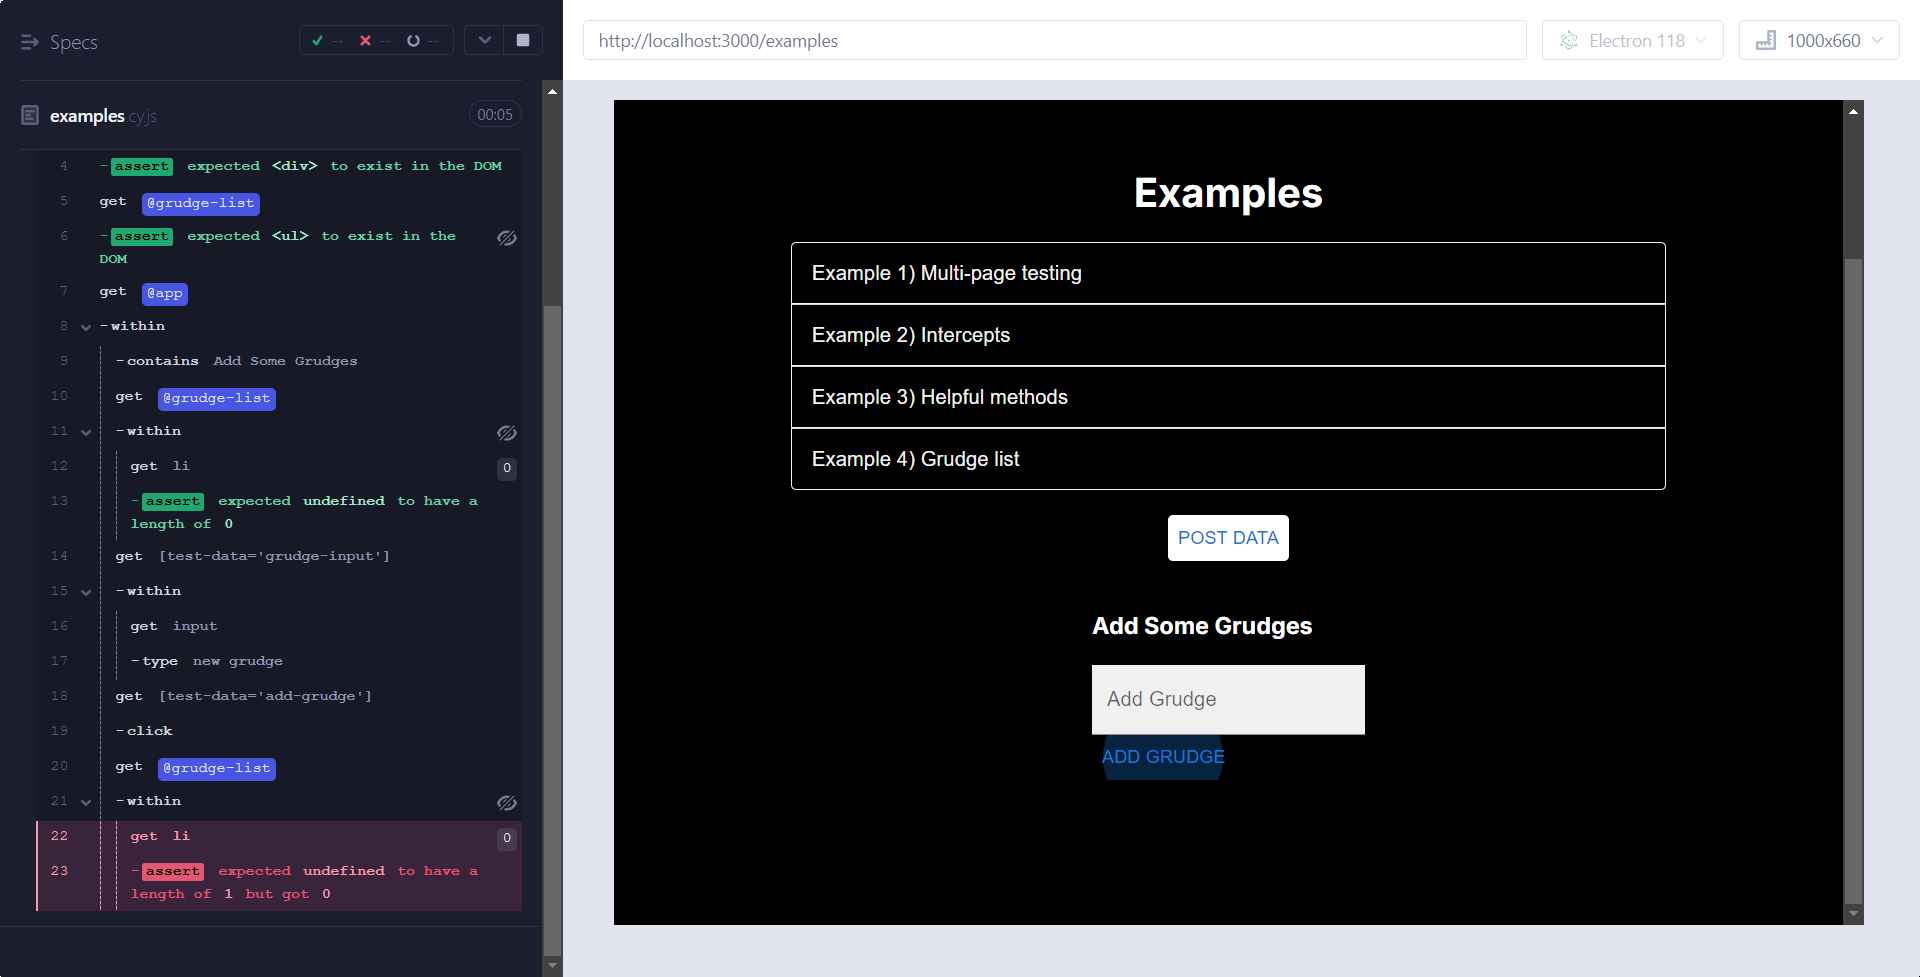 Specs
--
--
--
examples.cy.js
00:05
4 -assert expected <div> to exist in the DOM
5 get @grudge-list
6 -assert expected <ul> to exist in the
DOM
7 get @app
8 -within
9 -contains Add Some Grudges
10 get @grudge-list
11 -within
12 get li 0
13 -assert expected undefined to have a
length of 0
14 get [test-data='grudge-input']
15 -within
16 get input
17 -type new grudge
18 get [test-data='add-grudge']
19 -click
20 get @grudge-list
21 -within
22 get li 0
23 -assert expected undefined to have a
length of 1 but got 0
http://localhost:3000/examples
Electron 118
1000x660
Examples
Example 1) Multi-page testing
Example 2) Intercepts
Example 3) Helpful methods
Example 4) Grudge list
POST DATA
Add Some Grudges
Add Grudge
ADD GRUDGE